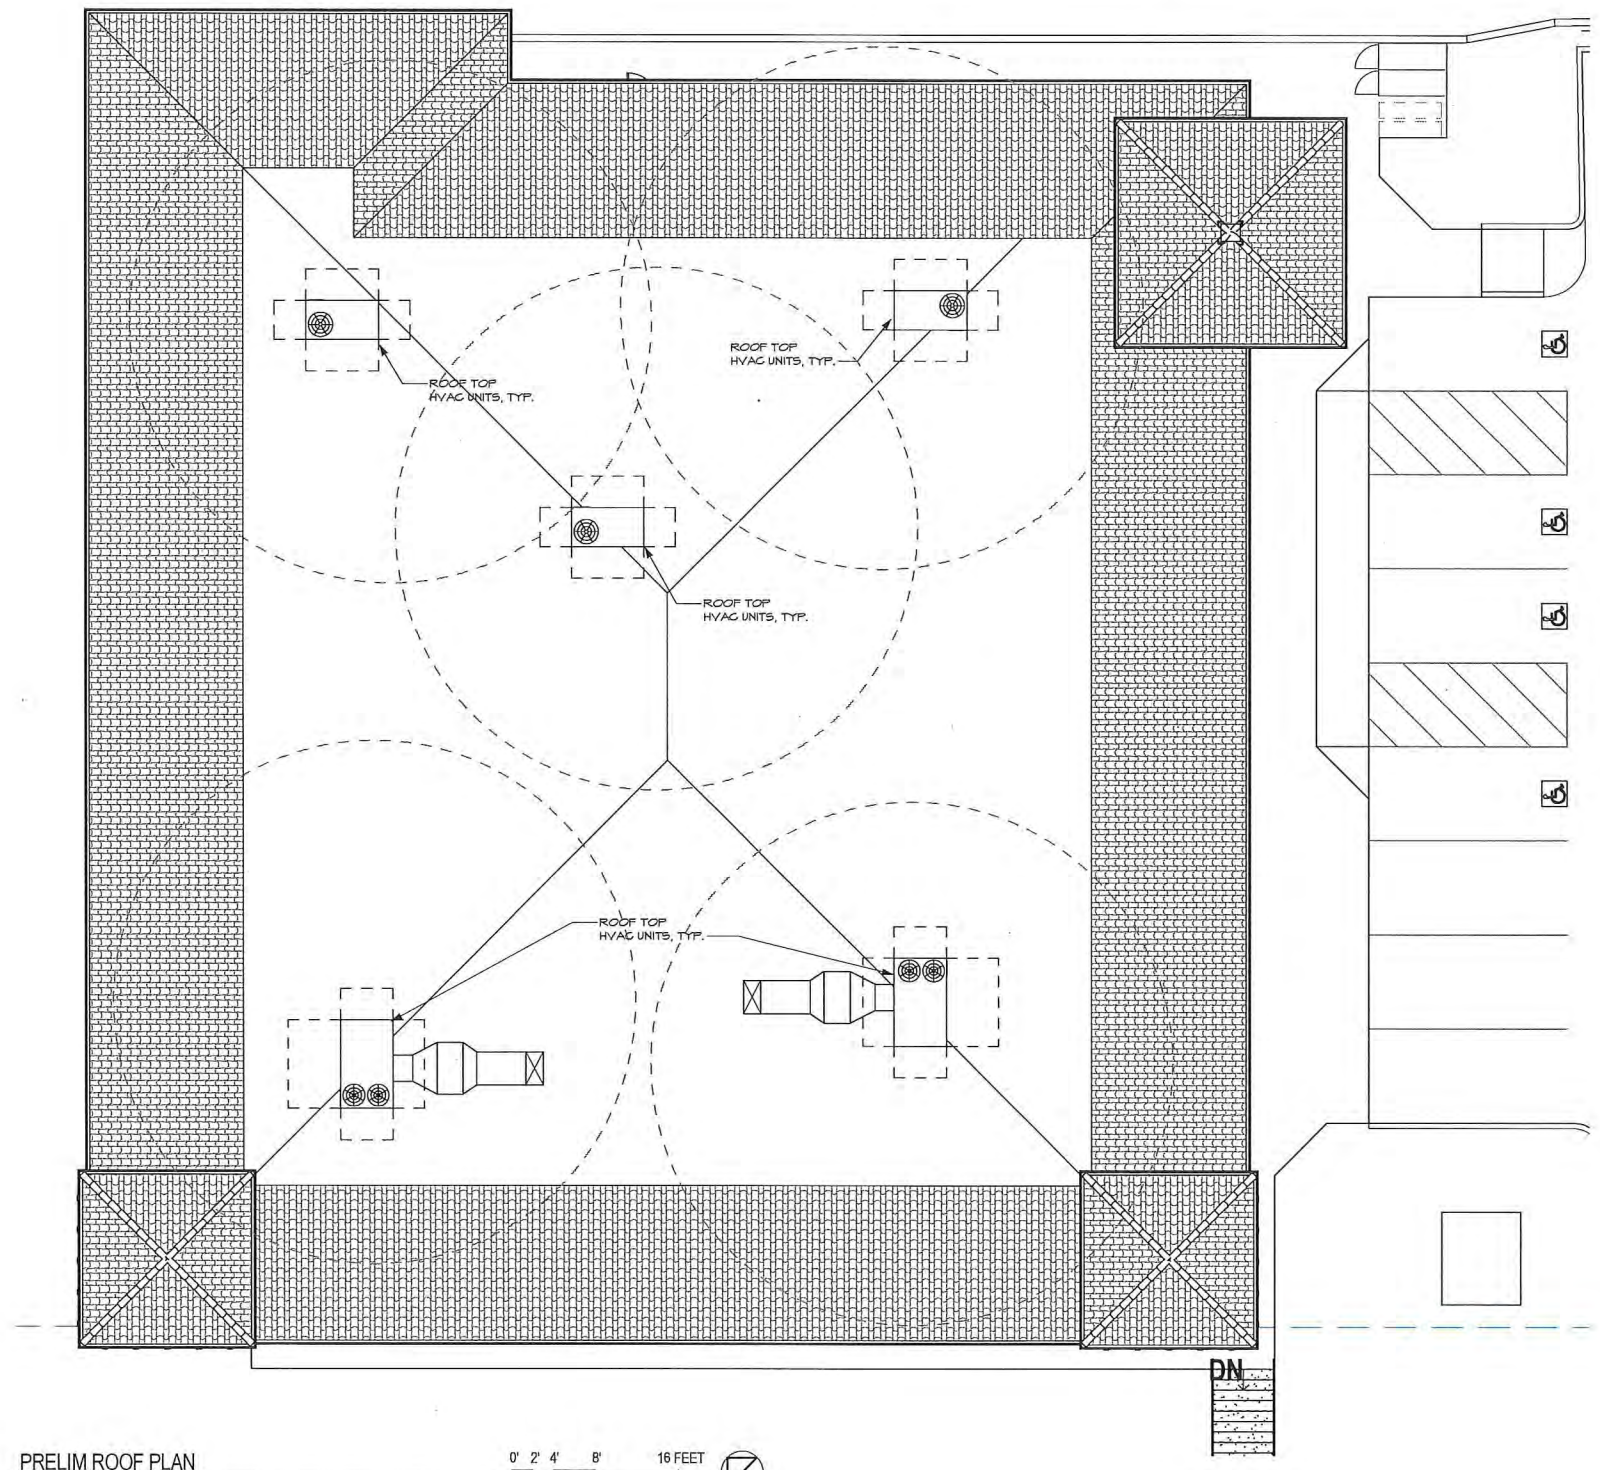 ROOF TOP
HVAC UNITS, TYP.
ROOF TOP
HVAC UNITS, TYP.
ROOF TOP
HVAC UNITS, TYP.
ROOF TOP
HVAC UNITS, TYP.
DN
PRELIM ROOF PLAN
0' 2' 4' 8' 16 FEET